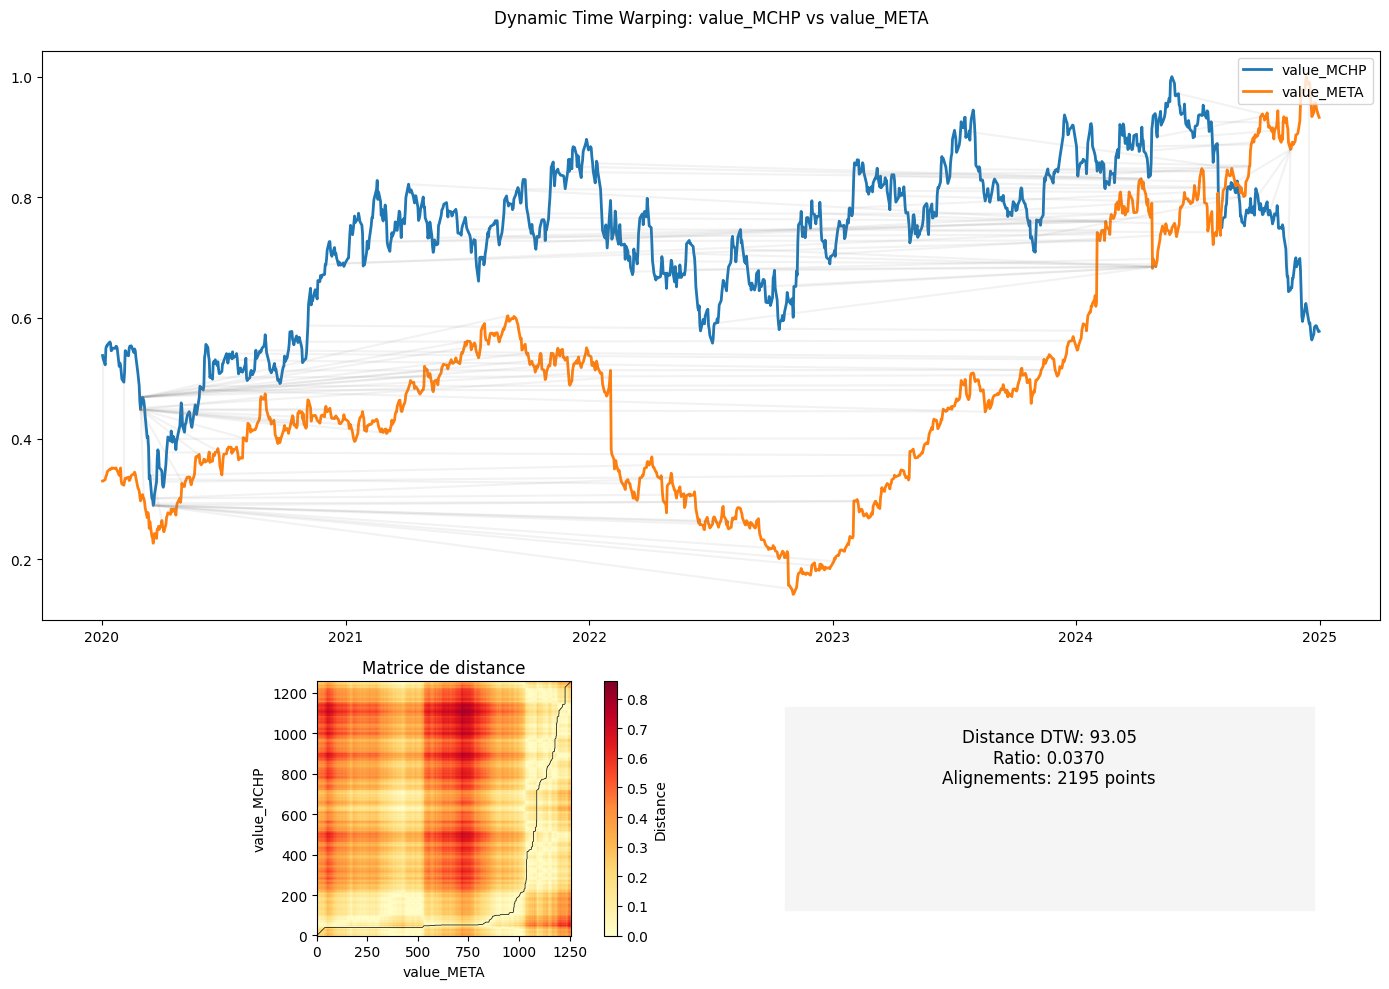 Dynamic Time Warping: value_MCHP vs value_META
value_MCHP
value_META
1.0
0.8
0.6
0.4
0.2
2020 2021 2022 2023 2024 2025
Matrice de distance
value_MCHP
1200
1000
800
600
400
200
0
0 250 500 750 1000 1250
value_META
0.8
0.7
0.6
0.5
0.4
0.3
0.2
0.1
0.0
Distance
Distance DTW: 93.05
Ratio: 0.0370
Alignements: 2195 points